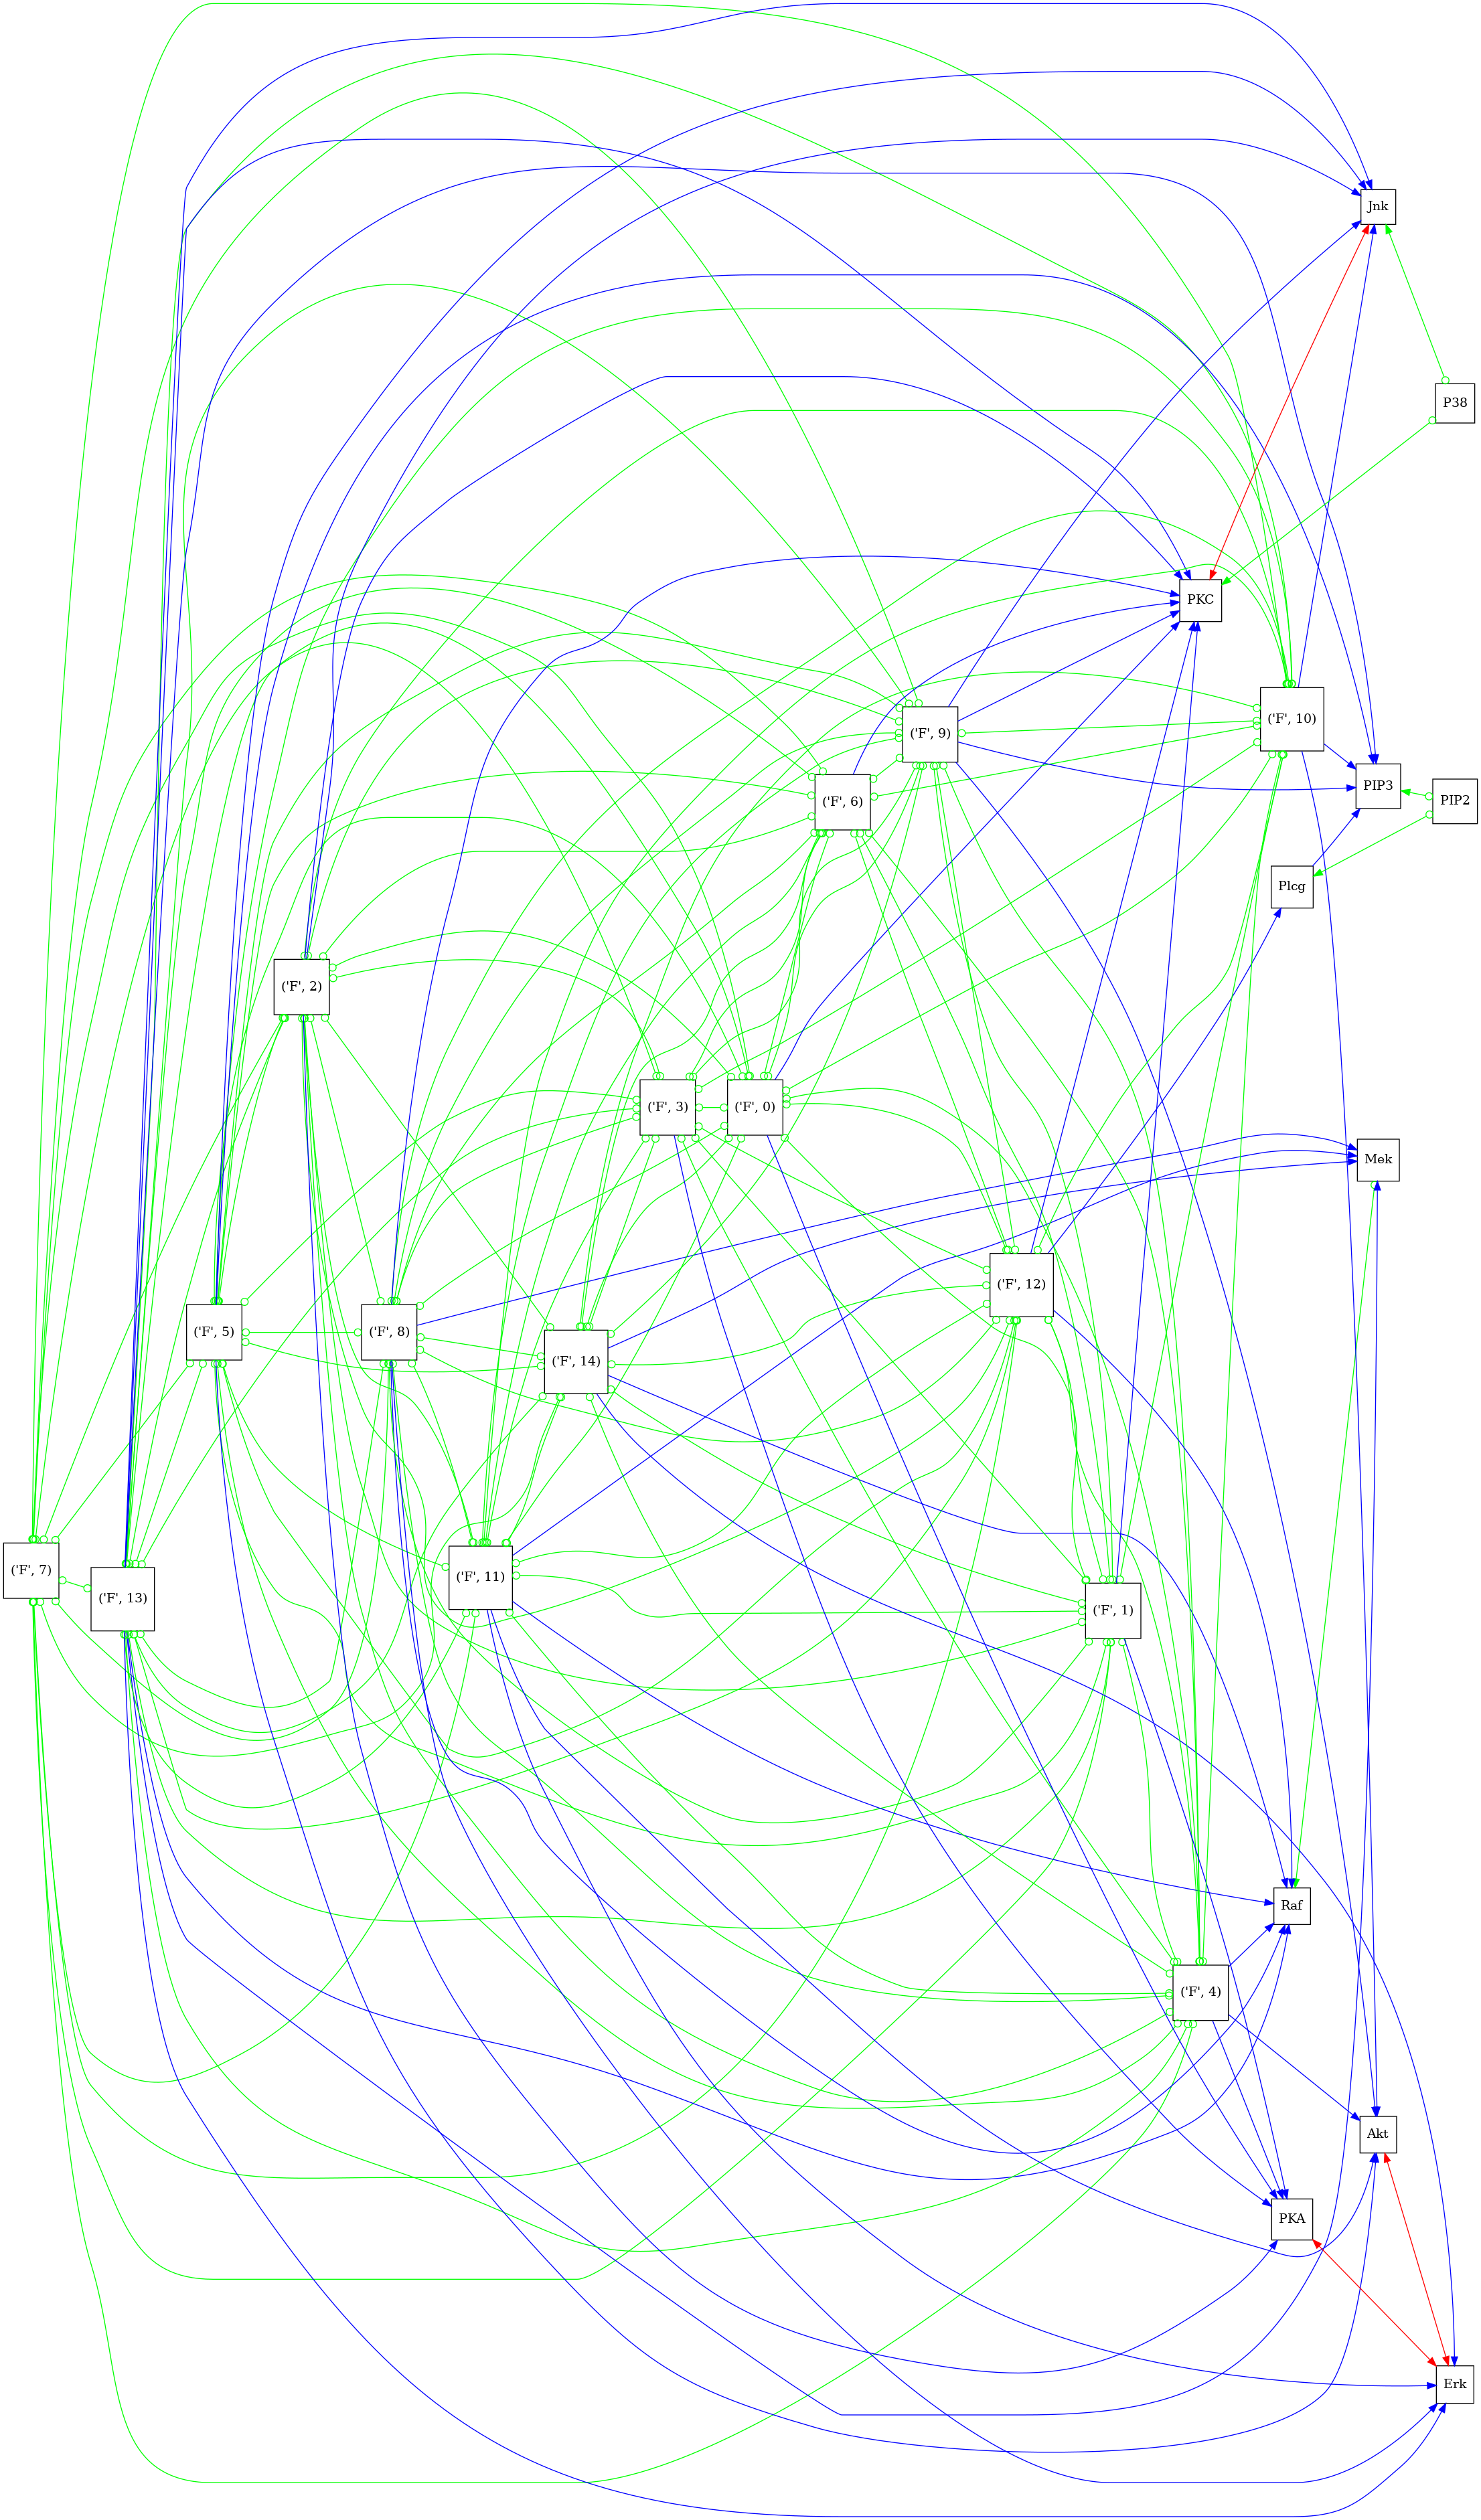 Jnk
P38
PKC
('F', 10)
('F', 9)
PIP3
('F', 6)
PIP2
Plcg
('F', 2)
('F', 3)
('F', 0)
Mek
('F', 12)
('F', 5)
('F', 8)
('F', 14)
('F', 7)
('F', 11)
('F', 13)
('F', 1)
Raf
('F', 4)
Akt
PKA
Erk